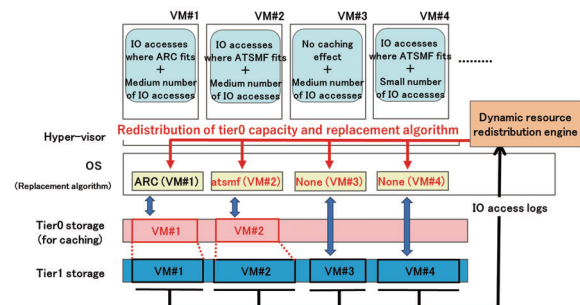 VM#1 VM#2 VM#3 VM#4
IO accesses
where ARC fits
+
Medium number
of IO accesses
IO accesses
where ATSMF fits
+
Medium number
of IO accesses
No caching
effect
+
Medium number
of IO accesses
IO accesses
where ATSMF fits
+
Small number
of IO accesses
.........
Dynamic resource
redistribution engine
Redistribution of tier0 capacity and replacement algorithm
Hyper-visor
OS
(Replacement algorithm)
ARC (VM#1) atsmf (VM#2) None (VM#3) None (VM#4)
IO access logs
Tier0 storage
(for caching)
VM#1 VM#2
Tier1 storage
VM#1 VM#2 VM#3 VM#4